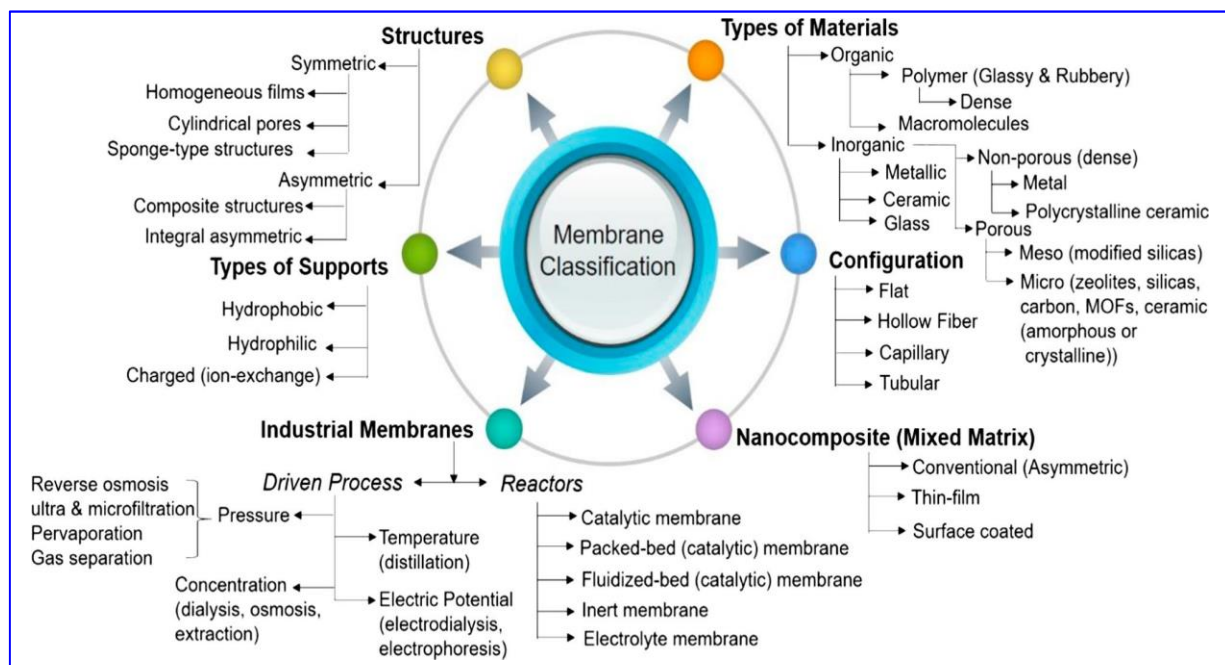 Structures
Symmetric
Homogeneous films
Cylindrical pores
Sponge-type structures
Asymmetric
Composite structures
Integral asymmetric
Types of Materials
Organic
Polymer (Glassy & Rubbery)
Dense
Macromolecules
Inorganic
Metallic
Ceramic
Glass
Non-porous (dense)
Metal
Polycrystalline ceramic
Porous
Meso (modified silicas)
Micro (zeolites, silicas,
carbon, MOFs, ceramic
(amorphous or
crystalline))
Membrane
Classification
Types of Supports
Hydrophobic
Hydrophilic
Charged (ion-exchange)
Configuration
Flat
Hollow Fiber
Capillary
Tubular
Industrial Membranes
Driven Process
Reactors
Reverse osmosis
ultra & microfiltration
Pervaporation
Gas separation
Pressure
Temperature
(distillation)
Concentration
(dialysis, osmosis,
extraction)
Electric Potential
(electrodialysis,
electrophoresis)
Catalytic membrane
Packed-bed (catalytic) membrane
Fluidized-bed (catalytic) membrane
Inert membrane
Electrolyte membrane
Nanocomposite (Mixed Matrix)
Conventional (Asymmetric)
Thin-film
Surface coated